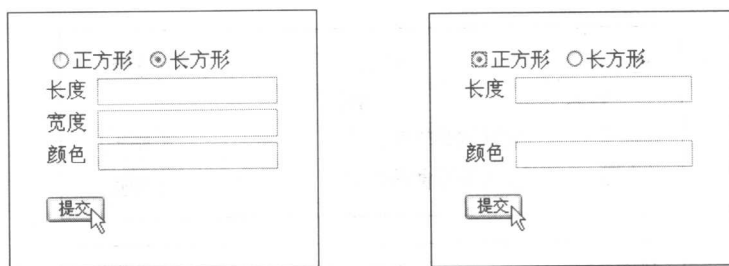 正方形 长方形
长度
宽度
颜色
提交
正方形 长方形
长度
颜色
提交